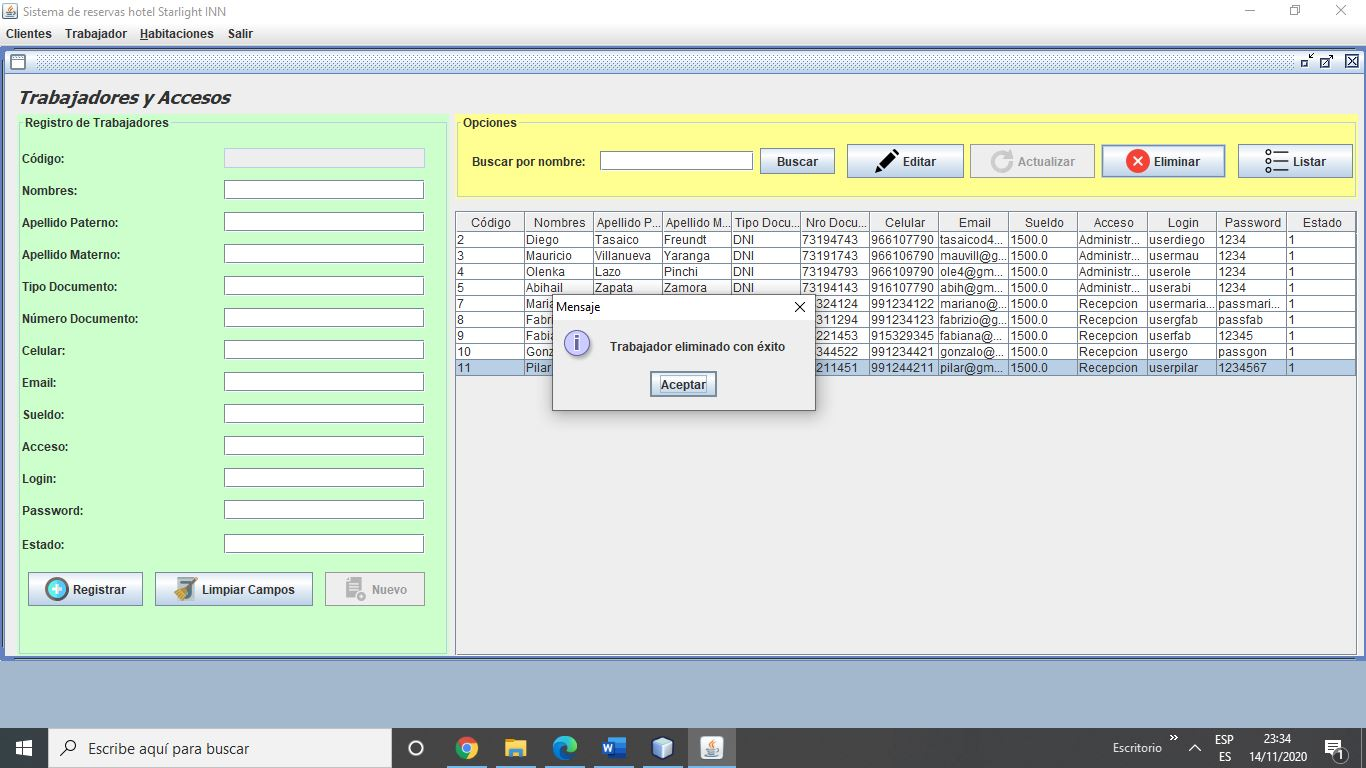 Sistema de reservas hotel Starlight INN
Clientes Trabajador Habitaciones Salir
Trabajadores y Accesos
Registro de Trabajadores
Código:
Nombres:
Apellido Paterno:
Apellido Materno:
Tipo Documento:
Número Documento:
Celular:
Email:
Sueldo:
Acceso:
Login:
Password:
Estado:
Registrar Limpiar Campos Nuevo
Opciones
Buscar por nombre: Buscar Editar Actualizar Eliminar Listar
Código Nombres Apellido P... Apellido M... Tipo Docu... Nro Docu... Celular Email Sueldo Acceso Login Password Estado
2 Diego Tasaico Freundt DNI 73194743 966107790 tasaicod4... 1500.0 Administr... userdiego 1234 1
3 Mauricio Villanueva Yaranga DNI 73191743 966106790 mauvill@g... 1500.0 Administr... usermau 1234 1
4 Olenka Lazo Pinchi DNI 73194793 966109790 ole4@gm... 1500.0 Administr... userole 1234 1
5 Abihail Zapata Zamora DNI 73194143 916107790 abih@gm... 1500.0 Administr... userabi 1234 1
7 324124 991234122 mariano@... 1500.0 Recepcion usermaria... passmari... 1
8 311294 991234123 fabrizio@g... 1500.0 Recepcion usergfab passfab 1
9 221453 915329345 fabiana@... 1500.0 Recepcion userfab 12345 1
10 344522 991234421 gonzalo@... 1500.0 Recepcion usergo passgon 1
11 Pilar 211451 991244211 pilar@gm... 1500.0 Recepcion userpilar 1234567 1
Mensaje
Trabajador eliminado con éxito
Aceptar
Escribe aquí para buscar
Escritorio
ESP
ES
23:34
14/11/2020
1